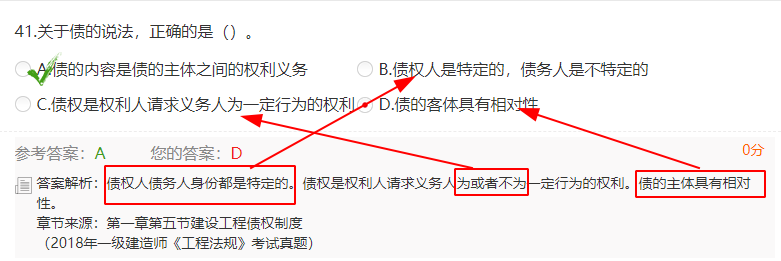 41.关于债的说法，正确的是（）。
A.债的内容是债的主体之间的权利义务 B.债权人是特定的，债务人是不特定的
C.债权是权利人请求义务人为一定行为的权利 D.债的客体具有相对性
参考答案：A 您的答案：D 0分
答案解析：债权人债务人身份都是特定的。债权是权利人请求义务人为或者不为一定行为的权利。债的主体具有相对
性。
章节来源：第一章第五节建设工程债权制度
（2018年一级建造师《工程法规》考试真题）